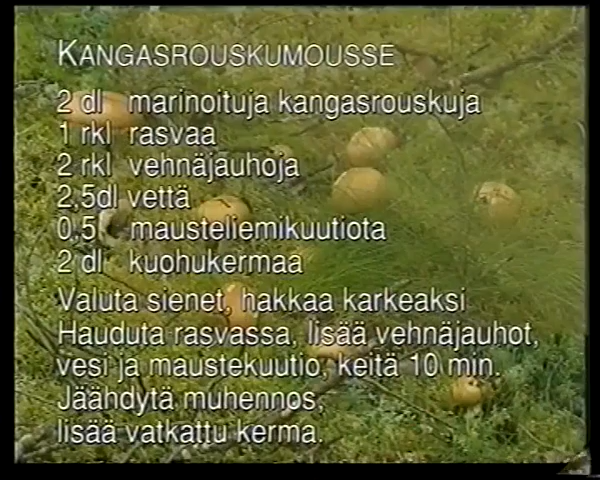 KANGASROUSKUMOUSSE
2 dl marinoituja kangasrouskuja
1 rkl rasvaa
2 rkl vehnäjauhoja
2,5dl vettä
0,5 mausteliemikuutiota
2 dl kuohukermaa
Valuta sienet, hakkaa karkeaksi
Hauduta rasvassa, lisää vehnäjauhot,
vesi ja maustekuutio, keitä 10 min.
Jäähdytä muhennos,
lisää vatkattu kerma.